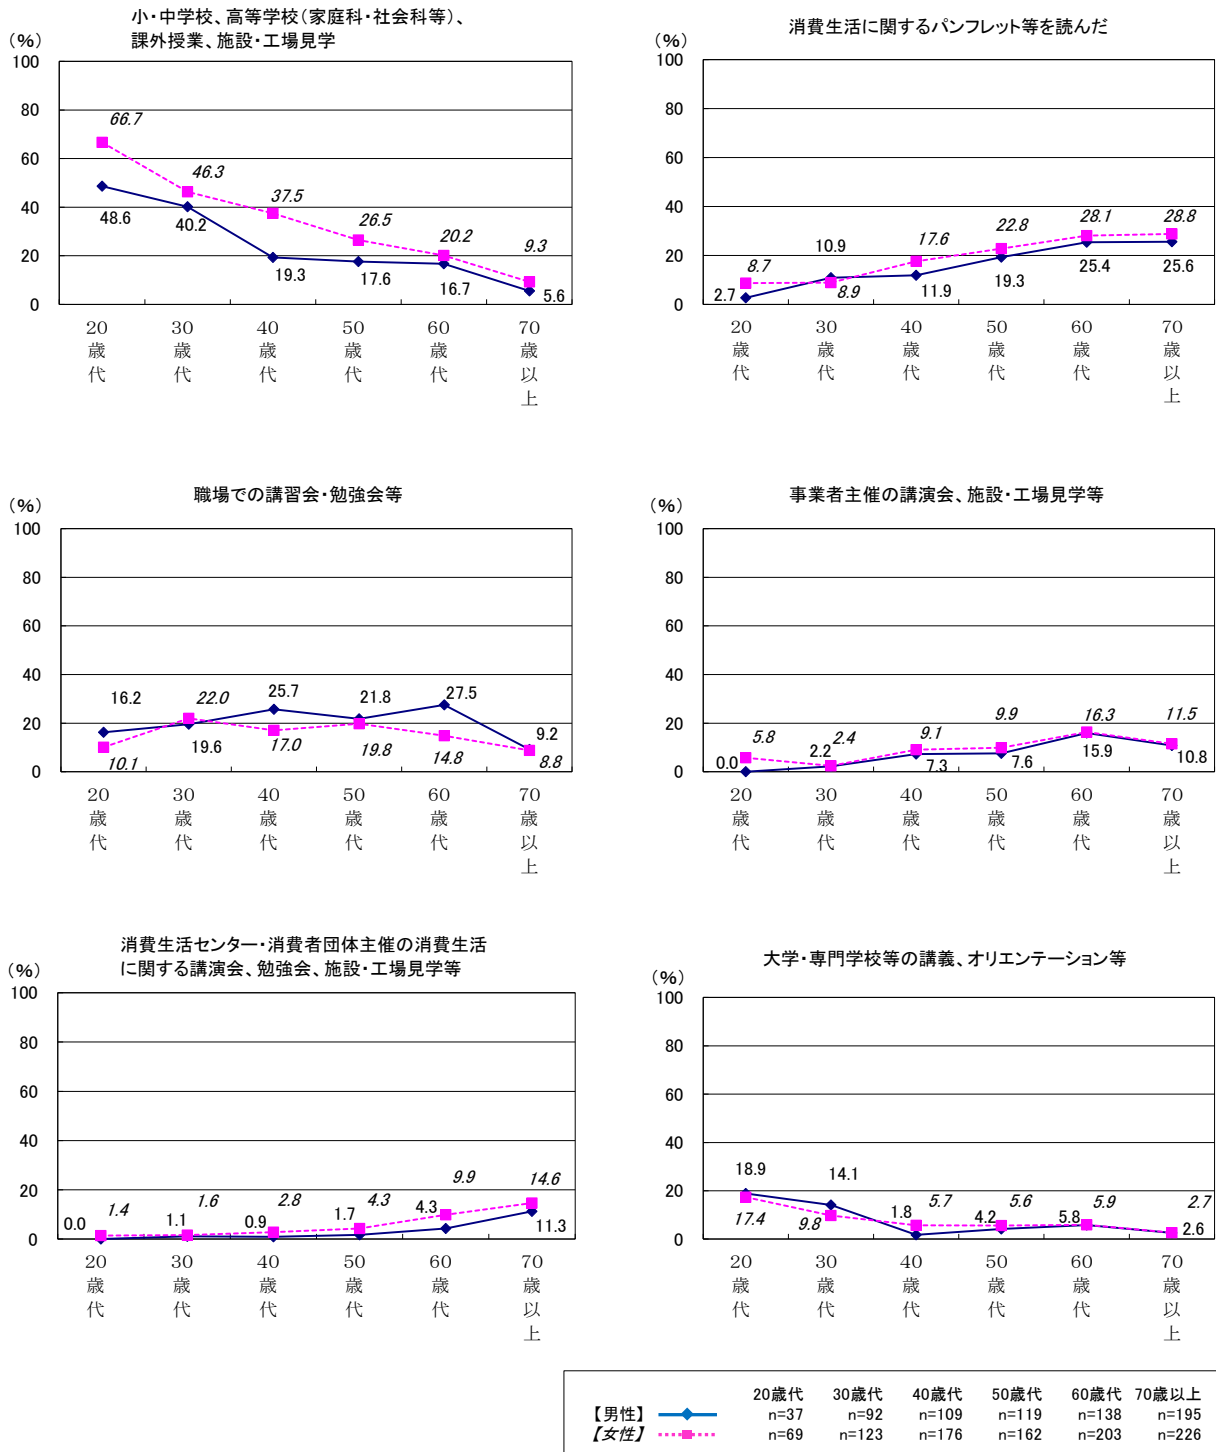 小・中学校、高等学校（家庭科・社会科等）、
課外授業、施設・工場見学
（%）
100
80
60
40
20
0
66.7
46.3
37.5
26.5
20.2
9.3
48.6
40.2
19.3
17.6
16.7
5.6
20歳代
30歳代
40歳代
50歳代
60歳代
70歳以上
消費生活に関するパンフレット等を読んだ
（%）
100
80
60
40
20
0
8.7
8.9
17.6
22.8
28.1
28.8
2.7
10.9
11.9
19.3
25.4
25.6
20歳代
30歳代
40歳代
50歳代
60歳代
70歳以上
職場での講習会・勉強会等
（%）
100
80
60
40
20
0
16.2
19.6
25.7
21.8
27.5
9.2
10.1
22.0
17.0
19.8
14.8
8.8
20歳代
30歳代
40歳代
50歳代
60歳代
70歳以上
事業者主催の講演会、施設・工場見学等
（%）
100
80
60
40
20
0
5.8
2.4
9.1
9.9
16.3
11.5
0.0
2.2
7.3
7.6
15.9
10.8
20歳代
30歳代
40歳代
50歳代
60歳代
70歳以上
消費生活センター・消費者団体主催の消費生活
に関する講演会、勉強会、施設・工場見学等
（%）
100
80
60
40
20
0
1.4
1.6
2.8
4.3
9.9
14.6
0.0
1.1
0.9
1.7
4.3
11.3
20歳代
30歳代
40歳代
50歳代
60歳代
70歳以上
大学・専門学校等の講義、オリエンテーション等
（%）
100
80
60
40
20
0
18.9
14.1
1.8
4.2
5.8
2.6
17.4
9.8
5.7
5.6
5.9
2.7
20歳代
30歳代
40歳代
50歳代
60歳代
70歳以上
20歳代 30歳代 40歳代 50歳代 60歳代 70歳以上
【男性】 n=37 n=92 n=109 n=119 n=138 n=195
【女性】 n=69 n=123 n=176 n=162 n=203 n=226